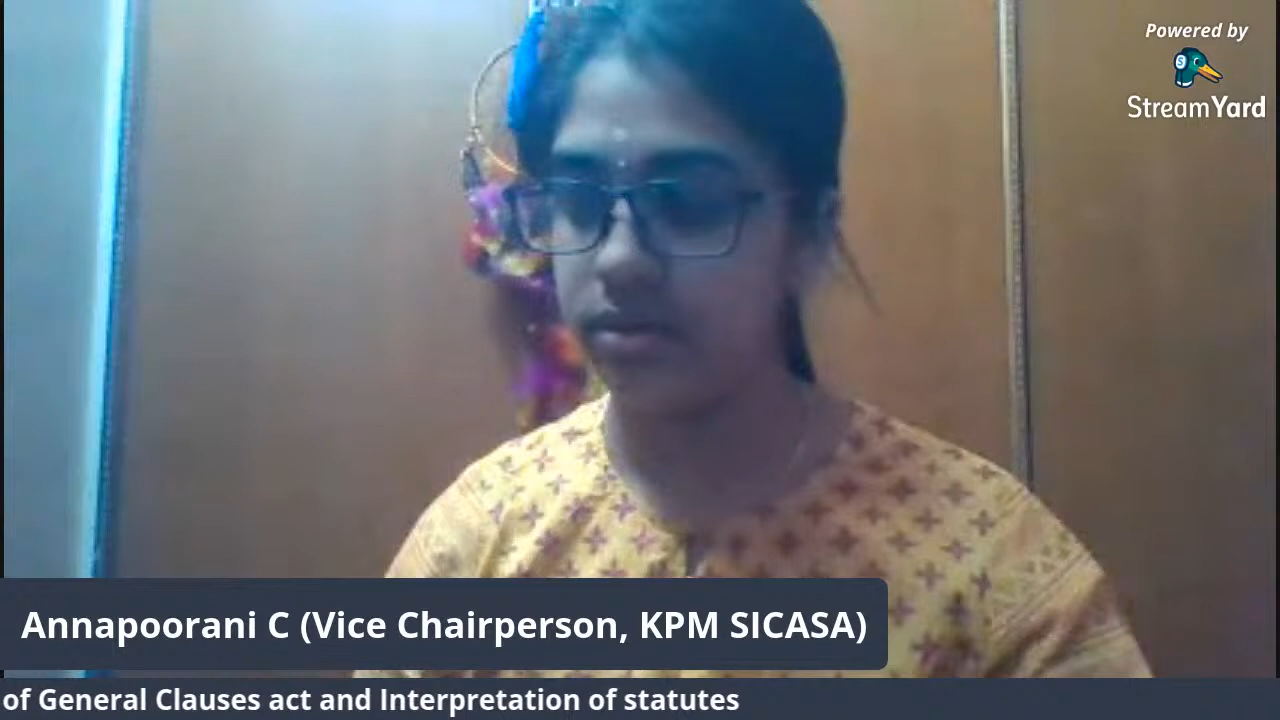 Powered by
StreamYard
Annapoorani C (Vice Chairperson, KPM SICASA)
of General Clauses act and Interpretation of statutes